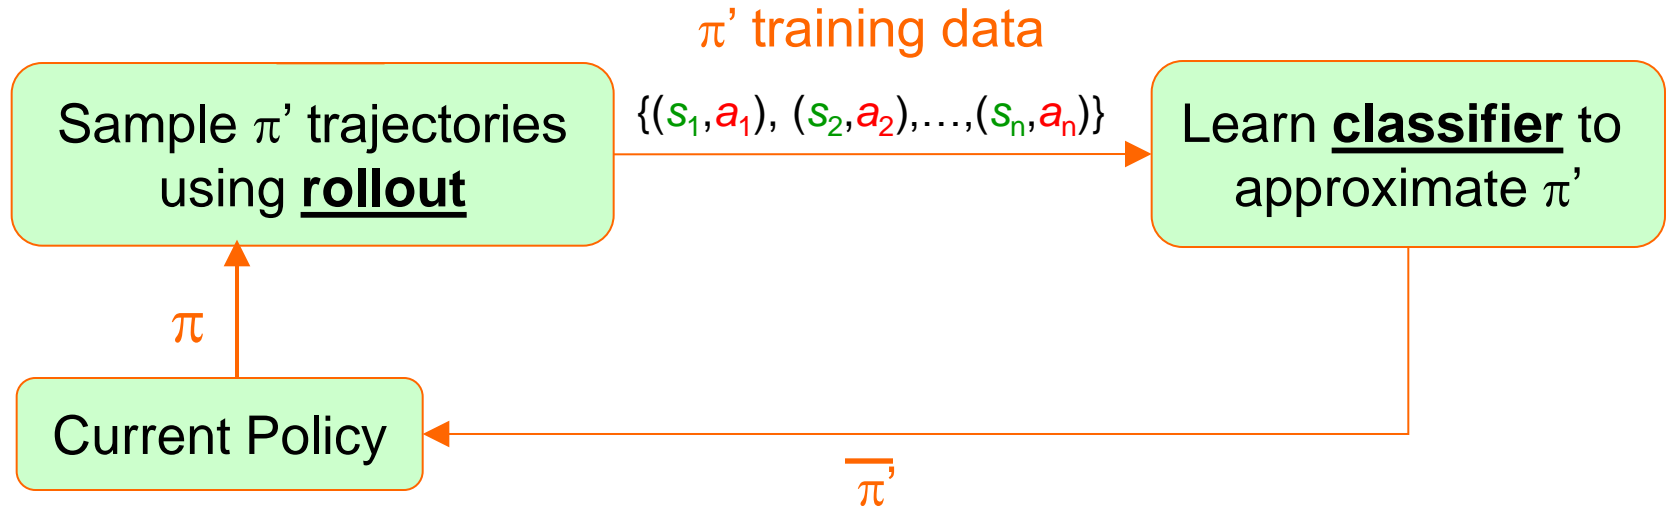 π’ training data
Sample π’ trajectories
using rollout
{(s₁,a₁), (s₂,a₂),…,(sₙ,aₙ)}
Learn classifier to
approximate π’
π
Current Policy
π̅’